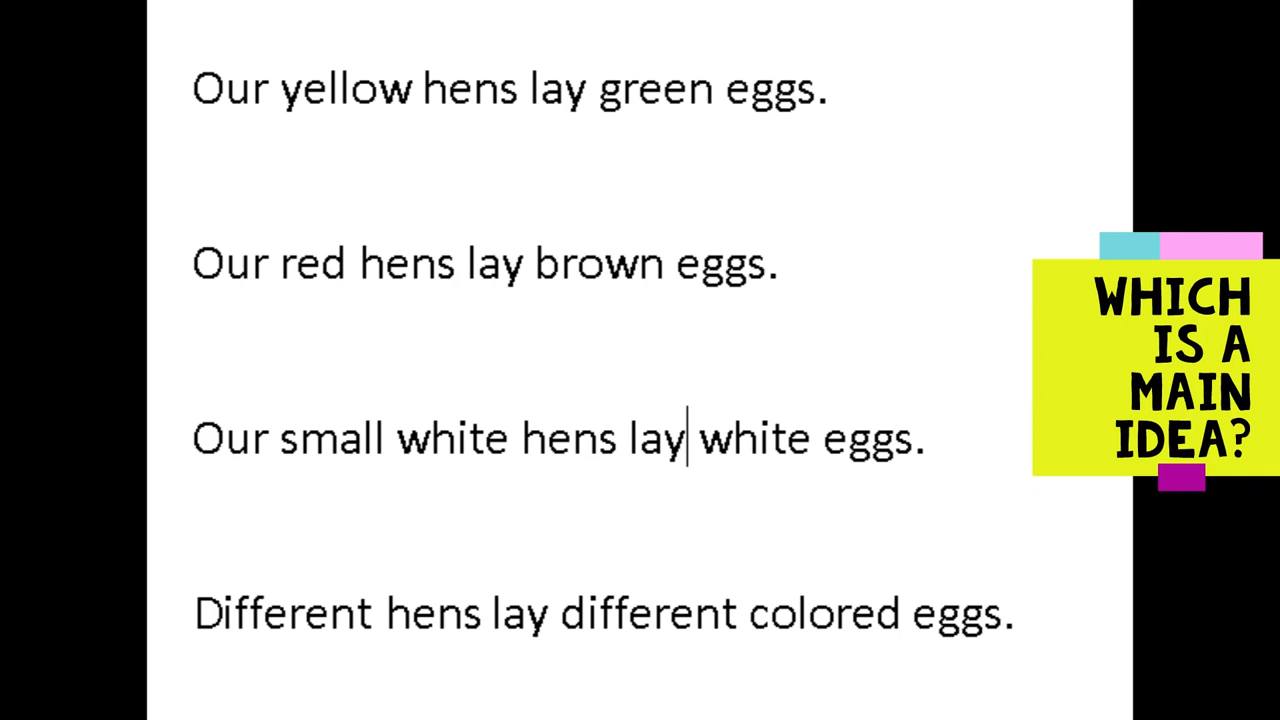 Our yellow hens lay green eggs.
Our red hens lay brown eggs.
Our small white hens lay white eggs.
Different hens lay different colored eggs.
WHICH
IS A
MAIN
IDEA?